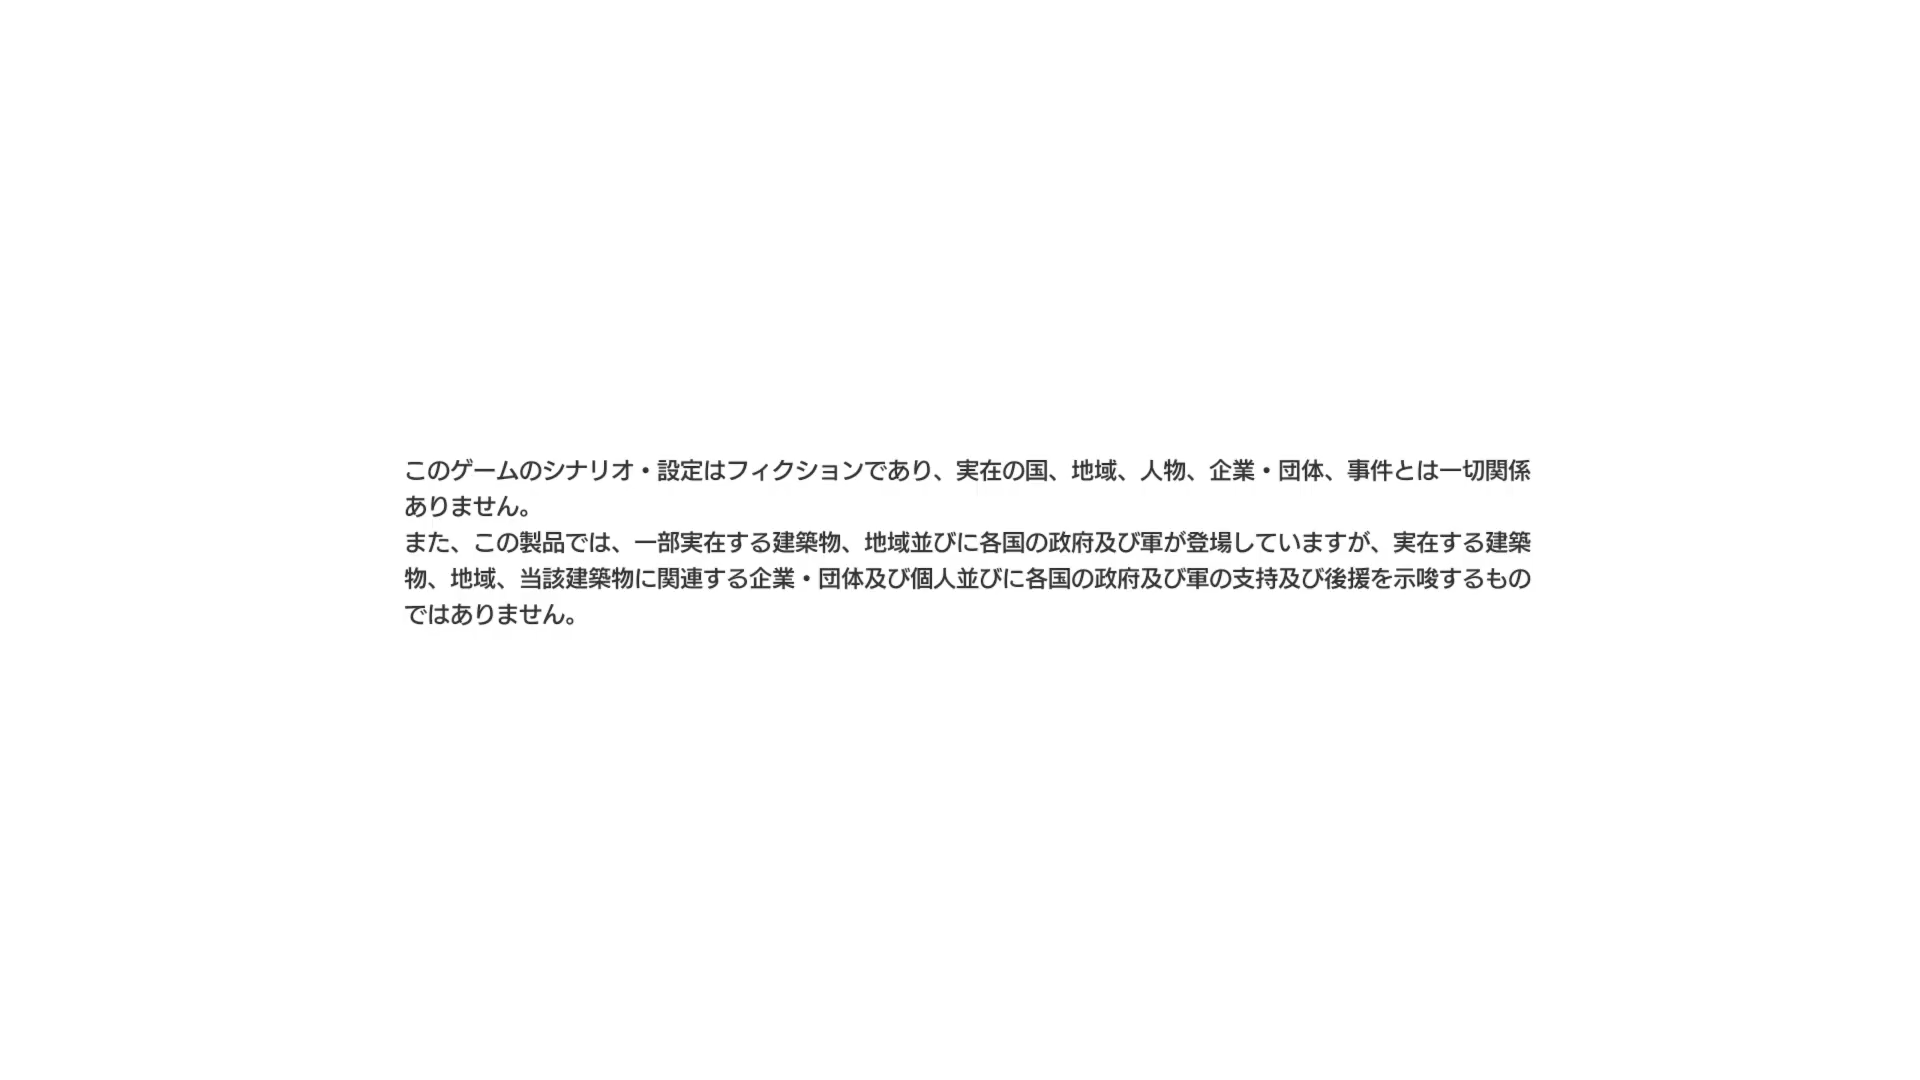 このゲームのシナリオ・設定はフィクションであり、実在の国、地域、人物、企業・団体、事件とは一切関係
ありません。
また、この製品では、一部実在する建築物、地域並びに各国の政府及び軍が登場していますが、実在する建築
物、地域、当該建築物に関連する企業・団体及び個人並びに各国の政府及び軍の支持及び後援を示唆するもの
ではありません。